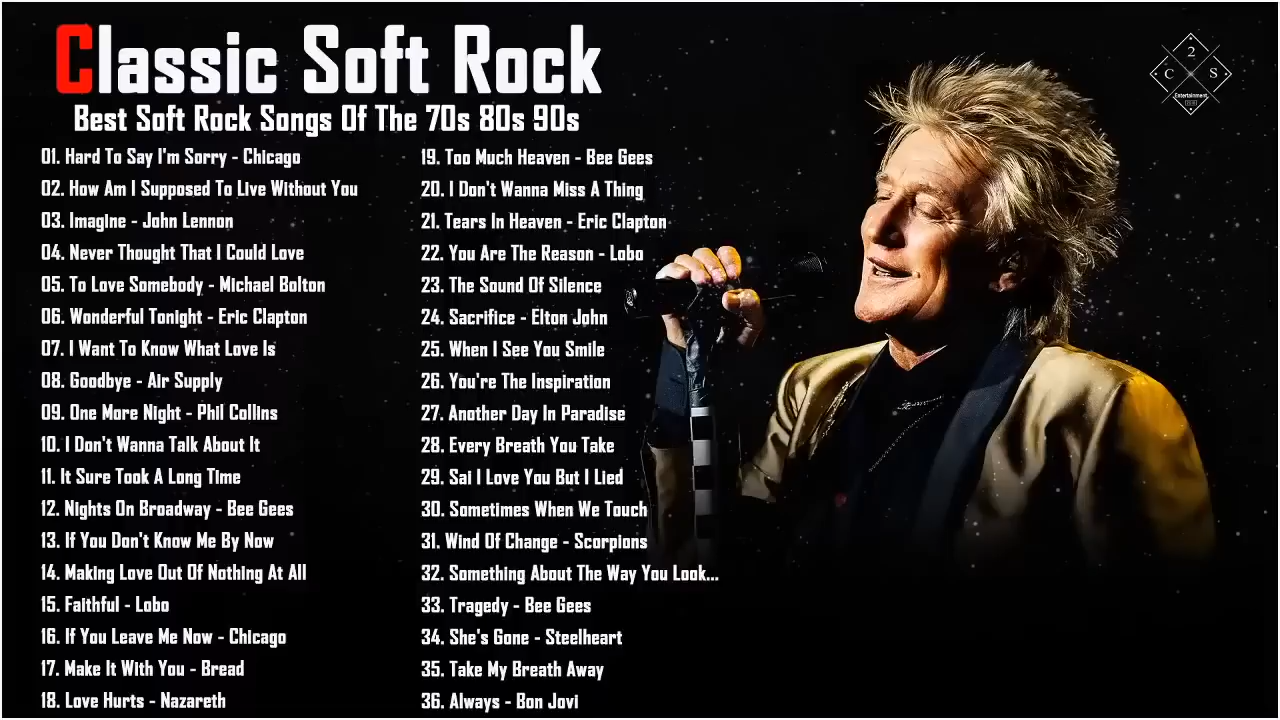 Classic Soft Rock
Best Soft Rock Songs Of The 70s 80s 90s
01. Hard To Say I'm Sorry - Chicago
02. How Am I Supposed To Live Without You
03. Imagine - John Lennon
04. Never Thought That I Could Love
05. To Love Somebody - Michael Bolton
06. Wonderful Tonight - Eric Clapton
07. I Want To Know What Love Is
08. Goodbye - Air Supply
09. One More Night - Phil Collins
10. I Don't Wanna Talk About It
11. It Sure Took A Long Time
12. Nights On Broadway - Bee Gees
13. If You Don't Know Me By Now
14. Making Love Out Of Nothing At All
15. Faithful - Lobo
16. If You Leave Me Now - Chicago
17. Make It With You - Bread
18. Love Hurts - Nazareth
19. Too Much Heaven - Bee Gees
20. I Don't Wanna Miss A Thing
21. Tears In Heaven - Eric Clapton
22. You Are The Reason - Lobo
23. The Sound Of Silence
24. Sacrifice - Elton John
25. When I See You Smile
26. You're The Inspiration
27. Another Day In Paradise
28. Every Breath You Take
29. Sai I Love You But I Lied
30. Sometimes When We Touch
31. Wind Of Change - Scorpions
32. Something About The Way You Look...
33. Tragedy - Bee Gees
34. She's Gone - Steelheart
35. Take My Breath Away
36. Always - Bon Jovi
2
C S
Entertainment